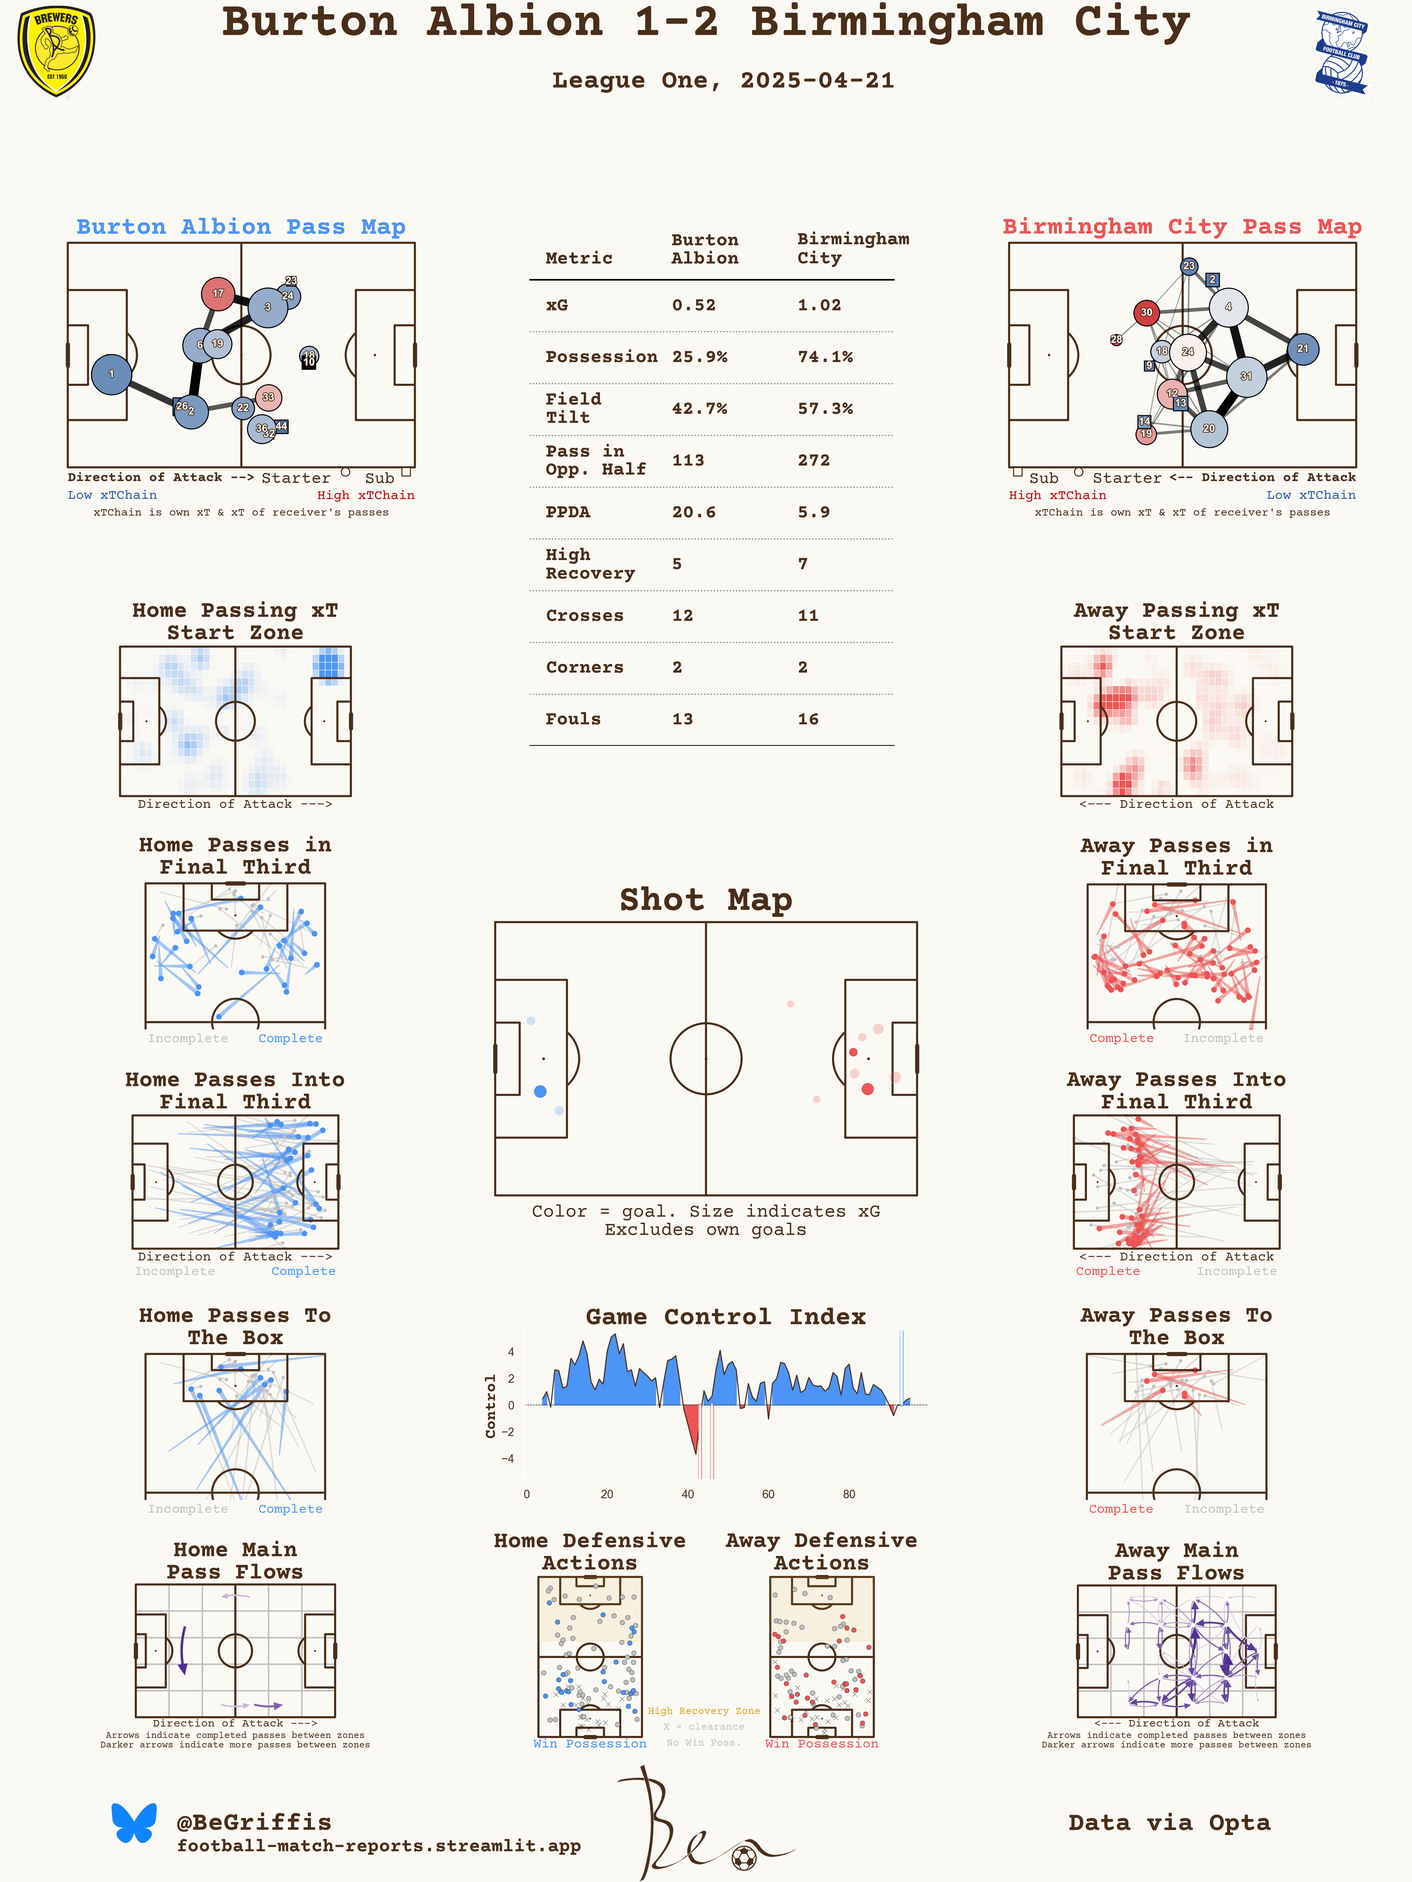 Burton Albion 1-2 Birmingham City
League One, 2025-04-21
BREWERS
EST 1950
BIRMINGHAM CITY
FOOTBALL CLUB
·1875·
Burton Albion Pass Map
1
17
23
24
3
6
19
18
10
26
2
22
33
36
32
44
Direction of Attack --> Starter Sub
Low xTChain High xTChain
xTChain is own xT & xT of receiver's passes
Metric Burton Albion Birmingham City
xG 0.52 1.02
Possession 25.9% 74.1%
Field Tilt 42.7% 57.3%
Pass in Opp. Half 113 272
PPDA 20.6 5.9
High Recovery 5 7
Crosses 12 11
Corners 2 2
Fouls 13 16
Birmingham City Pass Map
23
2
30
4
28
18
24
21
9
31
12
13
14
19
20
Sub Starter <-- Direction of Attack
High xTChain Low xTChain
xTChain is own xT & xT of receiver's passes
Home Passing xT
Start Zone
Direction of Attack --->
Away Passing xT
Start Zone
<--- Direction of Attack
Home Passes in
Final Third
Incomplete Complete
Away Passes in
Final Third
Complete Incomplete
Shot Map
Color = goal. Size indicates xG
Excludes own goals
Home Passes Into
Final Third
Direction of Attack --->
Incomplete Complete
Away Passes Into
Final Third
<--- Direction of Attack
Complete Incomplete
Home Passes To
The Box
Incomplete Complete
Game Control Index
Control
4
2
0
−2
−4
0 20 40 60 80
Away Passes To
The Box
Complete Incomplete
Home Main
Pass Flows
Direction of Attack --->
Arrows indicate completed passes between zones
Darker arrows indicate more passes between zones
Home Defensive
Actions
Win Possession
High Recovery Zone
X = clearance
No Win Poss.
Away Defensive
Actions
Win Possession
Away Main
Pass Flows
<--- Direction of Attack
Arrows indicate completed passes between zones
Darker arrows indicate more passes between zones
@BeGriffis
football-match-reports.streamlit.app
Ben
Data via Opta